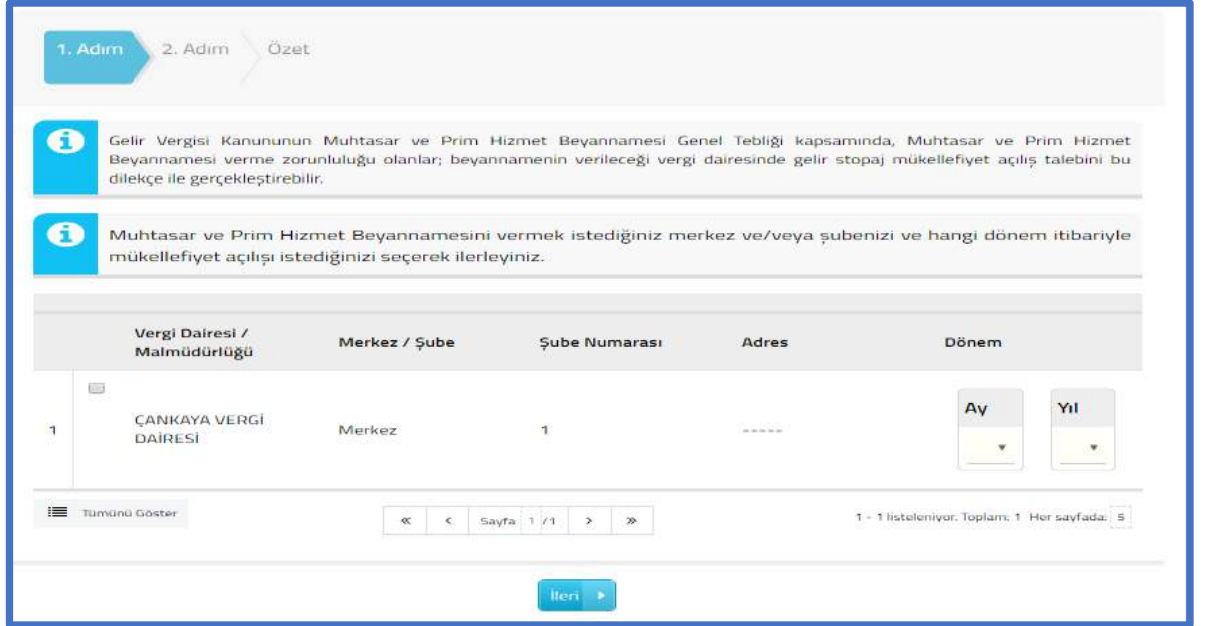 1. Adım 2. Adım Özet
Gelir Vergisi Kanununun Muhtasar ve Prim Hizmet Beyannamesi Genel Tebliği kapsamında, Muhtasar ve Prim Hizmet
Beyannamesi verme zorunluluğu olanlar; beyannamenin verileceği vergi dairesinde gelir stopaj mükellefiyet açılış talebini bu
dilekçe ile gerçekleştirebilir.
Muhtasar ve Prim Hizmet Beyannamesini vermek istediğiniz merkez ve/veya şubenizi ve hangi dönem itibariyle
mükellefiyet açılışı istediğinizi seçerek ilerleyiniz.
Vergi Dairesi /
Malmüdürlüğü
Merkez / Şube
Şube Numarası
Adres
Dönem
1
ÇANKAYA VERGİ
DAİRESİ
Merkez
1
-----
Ay
Yıl
Tümünü Göster
« < Sayfa 1 /1 > »
1 - 1 listeleniyor. Toplam: 1 Her sayfada: 5
İleri